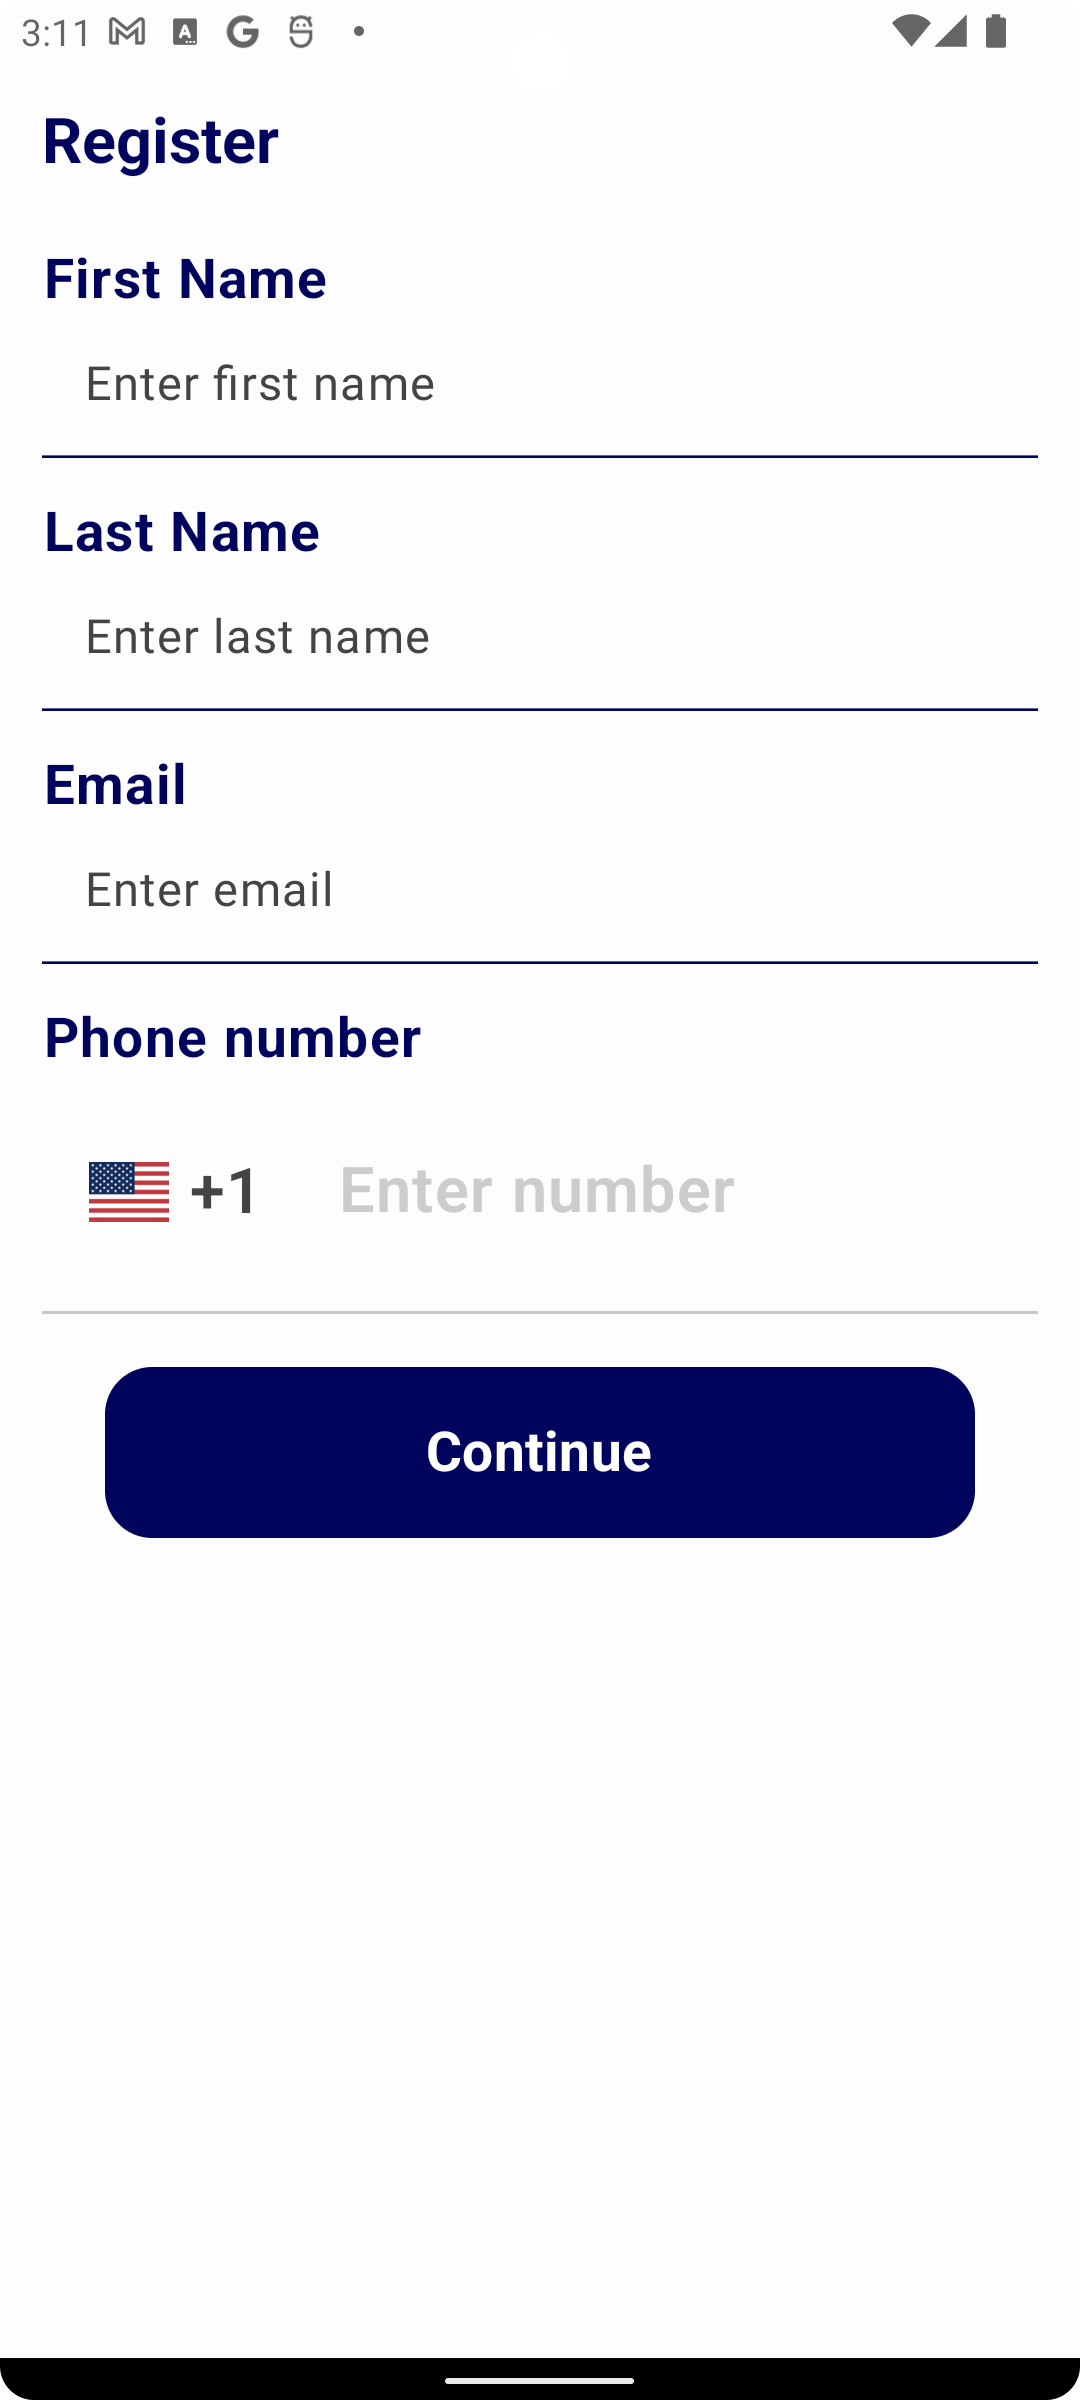 3:11
Register
First Name
Enter first name
Last Name
Enter last name
Email
Enter email
Phone number
+1 Enter number
Continue